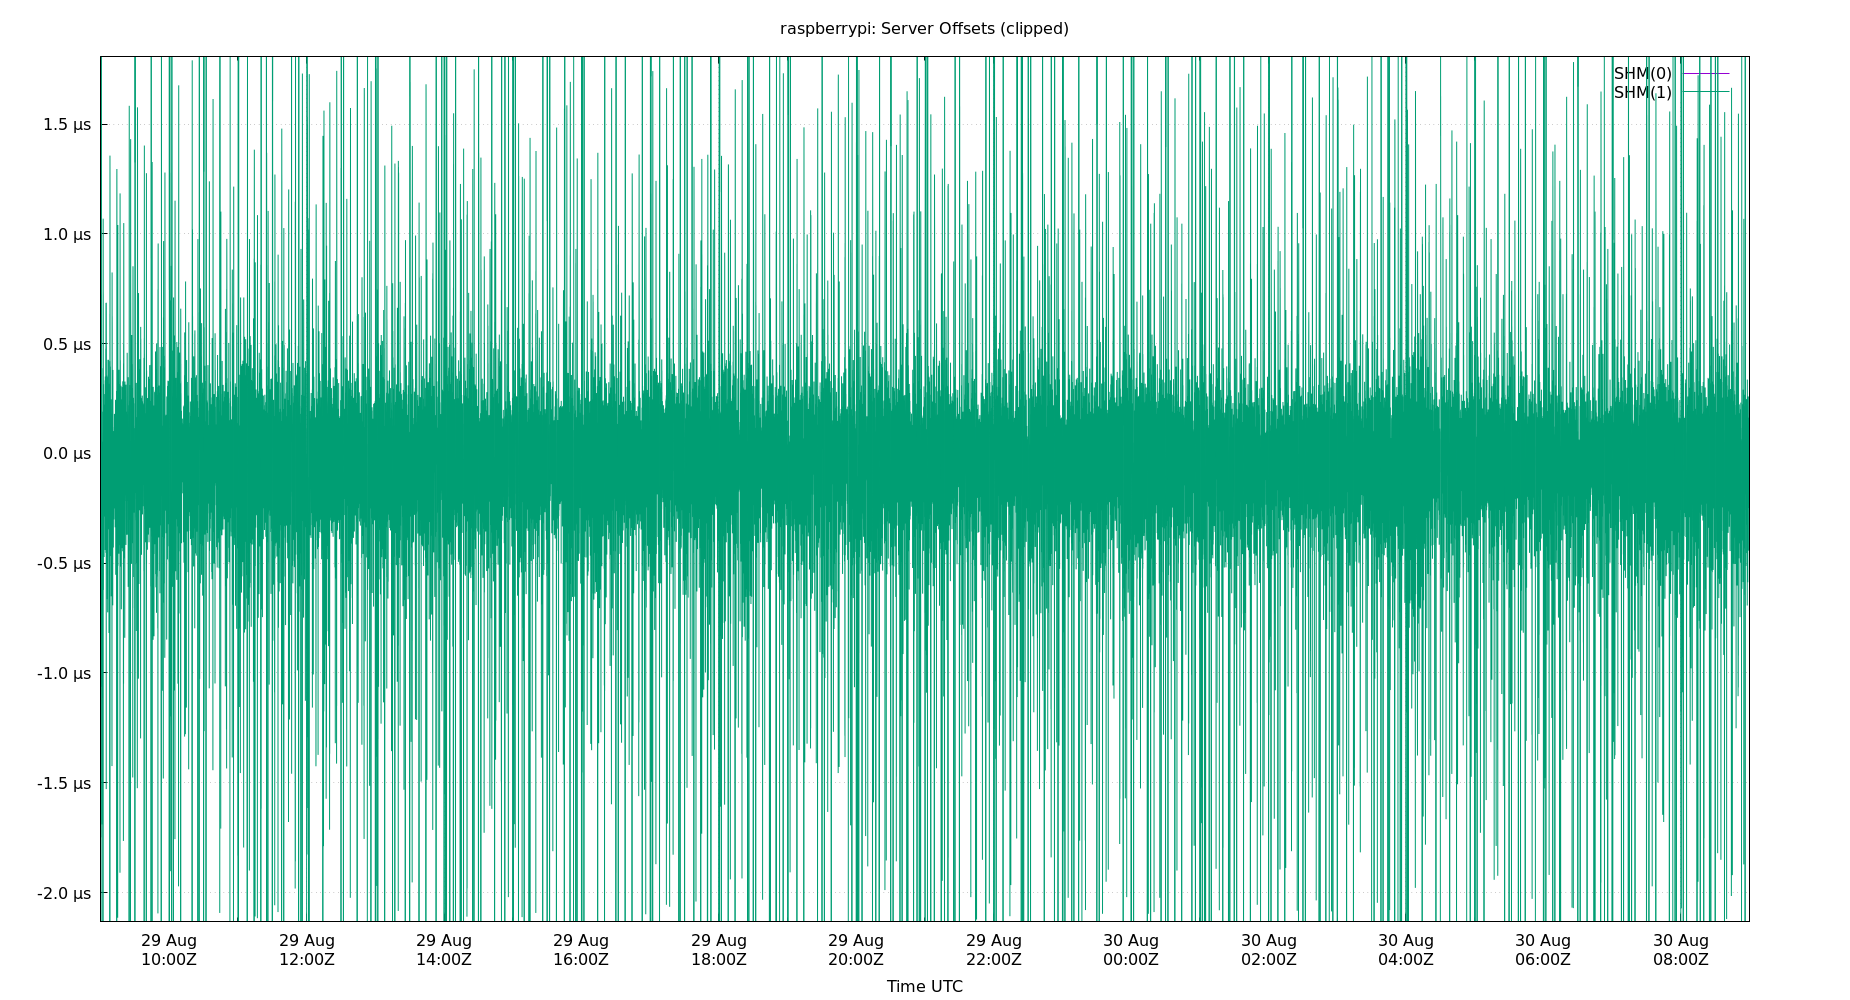 raspberrypi: Server Offsets (clipped)
SHM(0)
SHM(1)
1.5 µs
1.0 µs
0.5 µs
0.0 µs
-0.5 µs
-1.0 µs
-1.5 µs
-2.0 µs
29 Aug 29 Aug 29 Aug 29 Aug 29 Aug 29 Aug 29 Aug 30 Aug 30 Aug 30 Aug 30 Aug 30 Aug
10:00Z 12:00Z 14:00Z 16:00Z 18:00Z 20:00Z 22:00Z 00:00Z 02:00Z 04:00Z 06:00Z 08:00Z
Time UTC